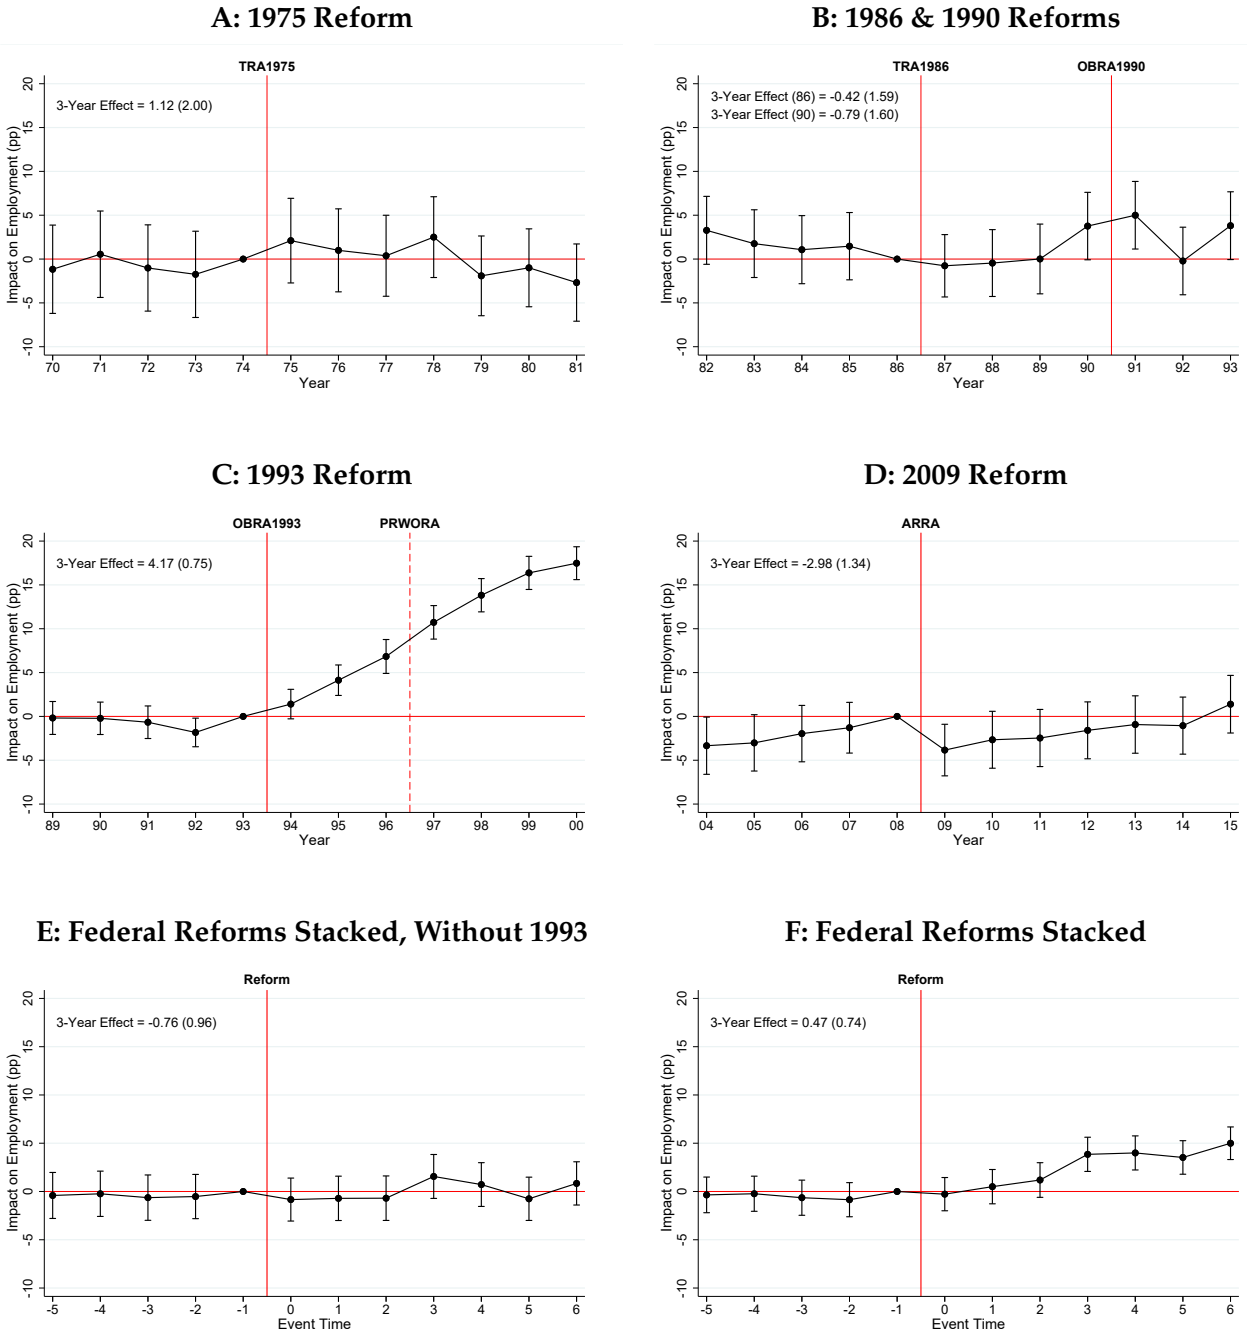 A: 1975 Reform
TRA1975
3-Year Effect = 1.12 (2.00)
Impact on Employment (pp)
20
15
10
5
0
-5
-10
70 71 72 73 74 75 76 77 78 79 80 81
Year
B: 1986 & 1990 Reforms
TRA1986 OBRA1990
3-Year Effect (86) = -0.42 (1.59)
3-Year Effect (90) = -0.79 (1.60)
Impact on Employment (pp)
20
15
10
5
0
-5
-10
82 83 84 85 86 87 88 89 90 91 92 93
Year
C: 1993 Reform
OBRA1993 PRWORA
3-Year Effect = 4.17 (0.75)
Impact on Employment (pp)
20
15
10
5
0
-5
-10
89 90 91 92 93 94 95 96 97 98 99 00
Year
D: 2009 Reform
ARRA
3-Year Effect = -2.98 (1.34)
Impact on Employment (pp)
20
15
10
5
0
-5
-10
04 05 06 07 08 09 10 11 12 13 14 15
Year
E: Federal Reforms Stacked, Without 1993
Reform
3-Year Effect = -0.76 (0.96)
Impact on Employment (pp)
20
15
10
5
0
-5
-10
-5 -4 -3 -2 -1 0 1 2 3 4 5 6
Event Time
F: Federal Reforms Stacked
Reform
3-Year Effect = 0.47 (0.74)
Impact on Employment (pp)
20
15
10
5
0
-5
-10
-5 -4 -3 -2 -1 0 1 2 3 4 5 6
Event Time